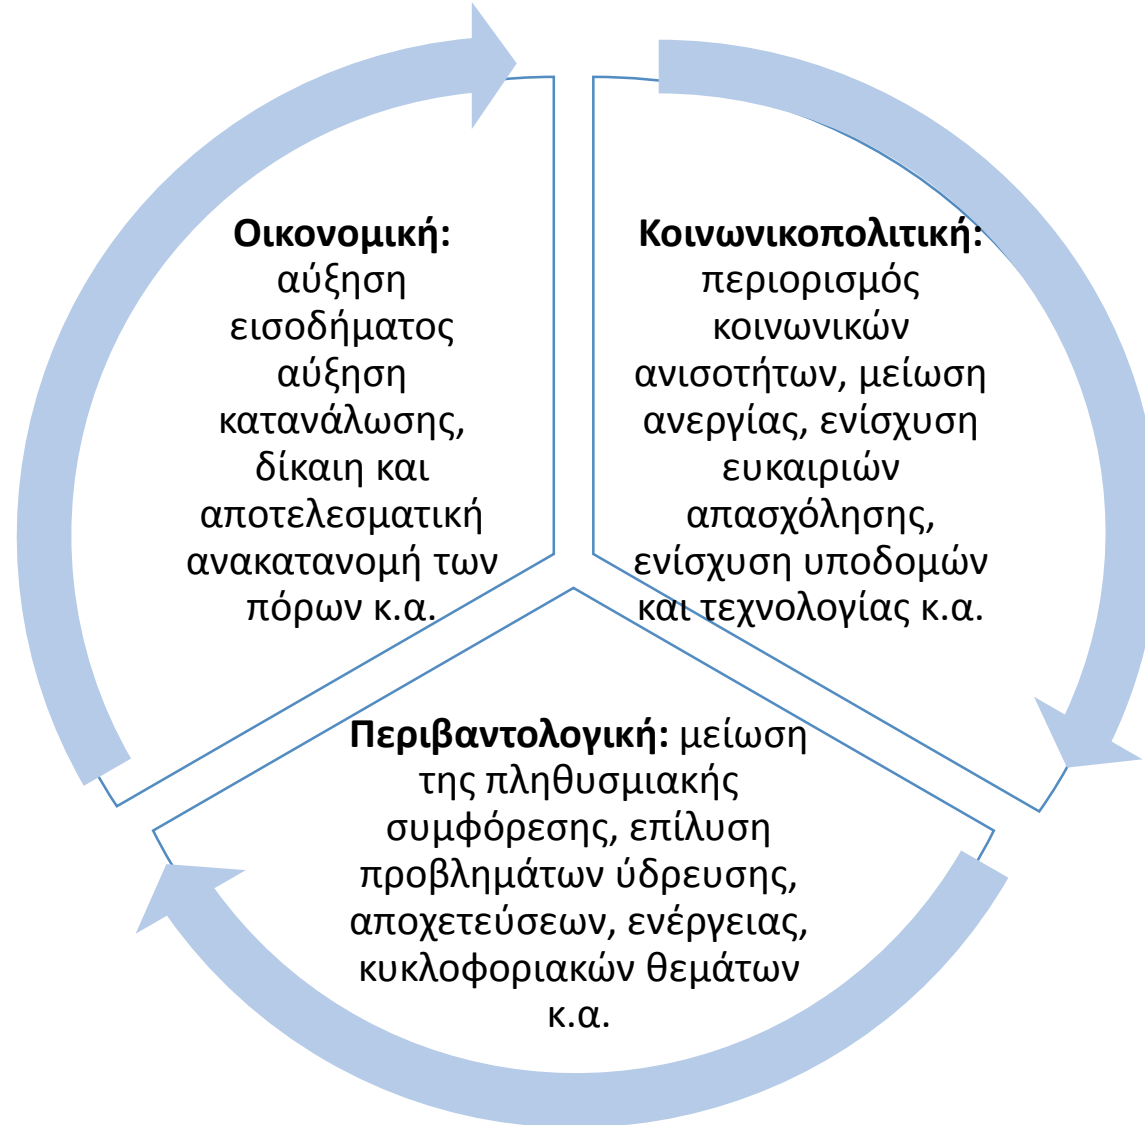 Οικονομική:
αύξηση
εισοδήματος
αύξηση
κατανάλωσης,
δίκαιη και
αποτελεσματική
ανακατανομή των
πόρων κ.α.
Κοινωνικοπολιτική:
περιορισμός
κοινωνικών
ανισοτήτων, μείωση
ανεργίας, ενίσχυση
ευκαιριών
απασχόλησης,
ενίσχυση υποδομών
και τεχνολογίας κ.α.
Περιβαντολογική: μείωση
της πληθυσμιακής
συμφόρεσης, επίλυση
προβλημάτων ύδρευσης,
αποχετεύσεων, ενέργειας,
κυκλοφοριακών θεμάτων
κ.α.